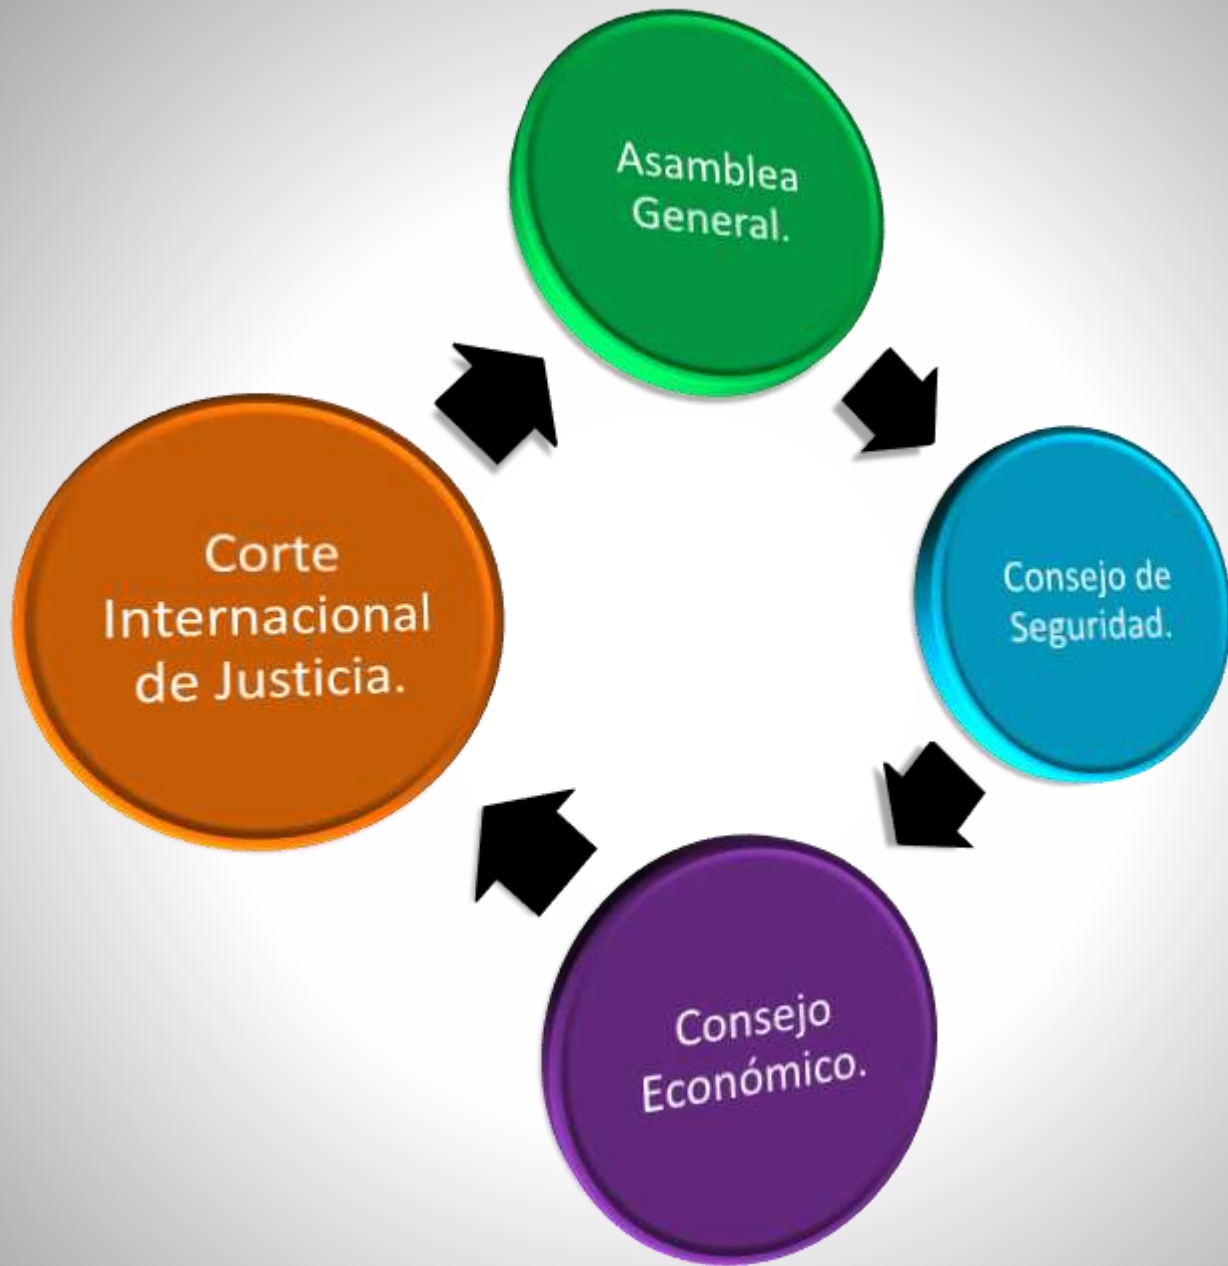 Asamblea
General.
Consejo de
Seguridad.
Consejo
Económico.
Corte
Internacional
de Justicia.